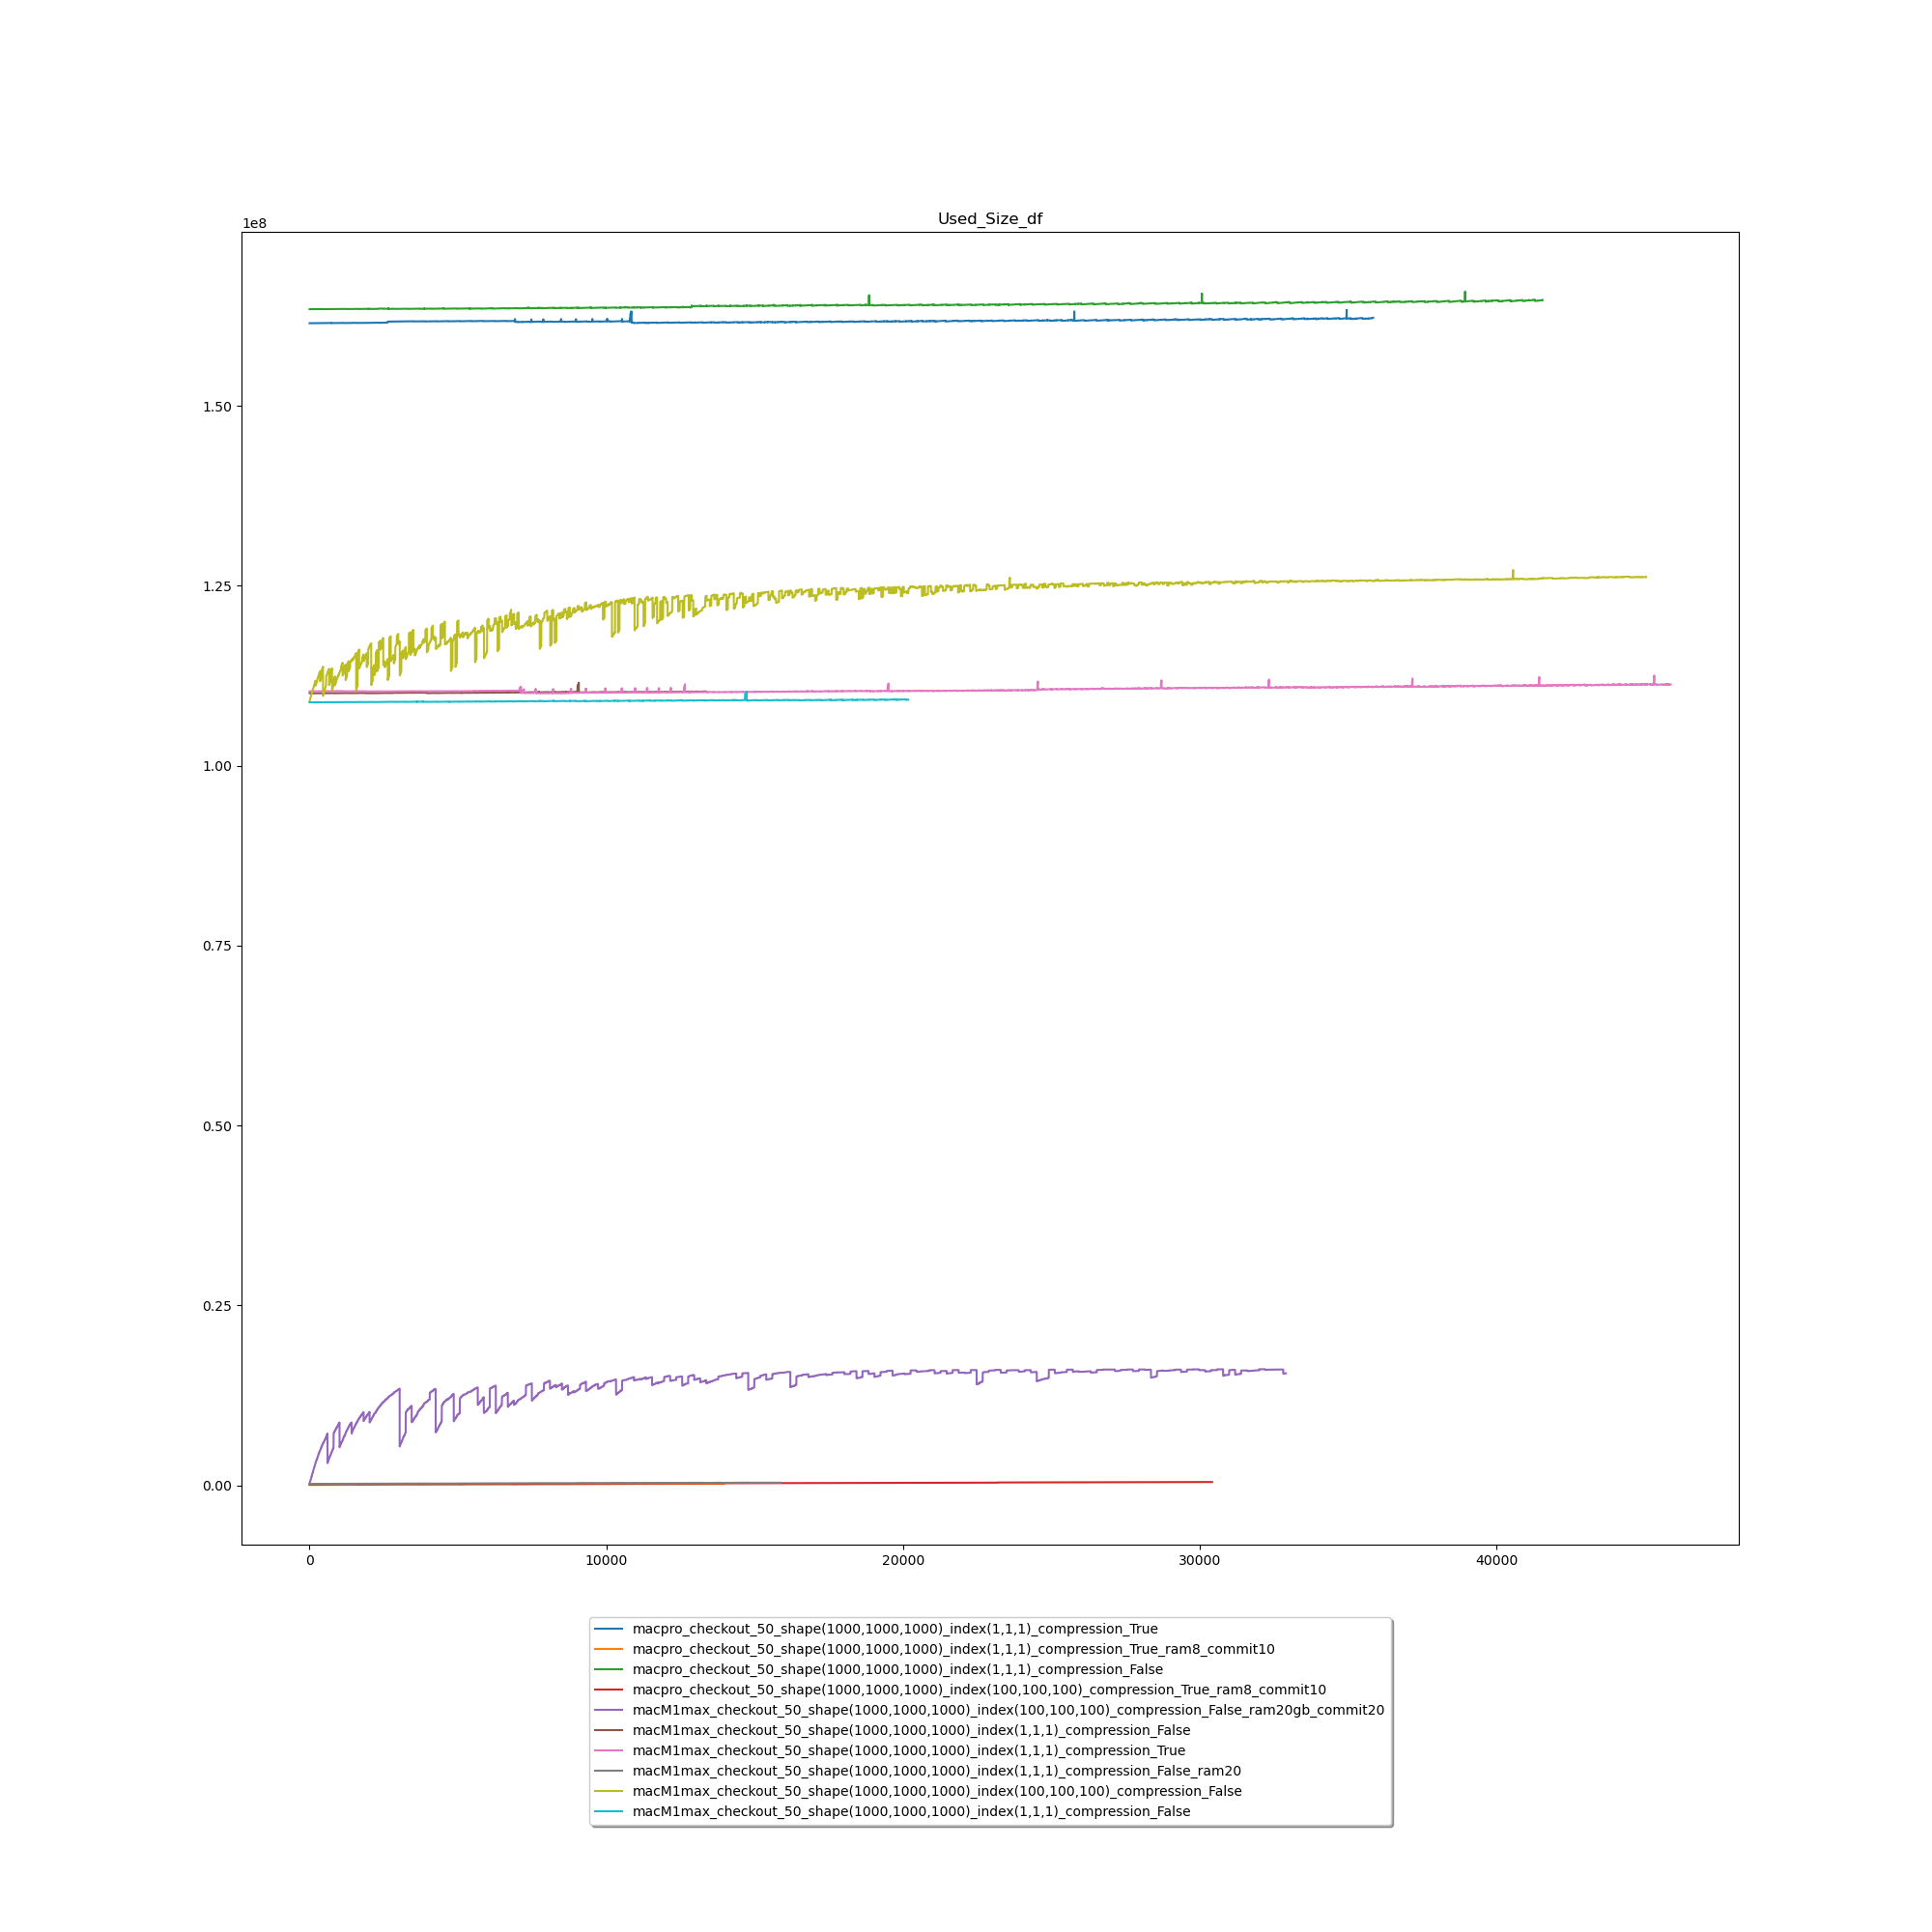 Used_Size_df
1e8
1.50
1.25
1.00
0.75
0.50
0.25
0.00
0 10000 20000 30000 40000
macpro_checkout_50_shape(1000,1000,1000)_index(1,1,1)_compression_True
macpro_checkout_50_shape(1000,1000,1000)_index(1,1,1)_compression_True_ram8_commit10
macpro_checkout_50_shape(1000,1000,1000)_index(1,1,1)_compression_False
macpro_checkout_50_shape(1000,1000,1000)_index(100,100,100)_compression_True_ram8_commit10
macM1max_checkout_50_shape(1000,1000,1000)_index(100,100,100)_compression_False_ram20gb_commit20
macM1max_checkout_50_shape(1000,1000,1000)_index(1,1,1)_compression_False
macM1max_checkout_50_shape(1000,1000,1000)_index(1,1,1)_compression_True
macM1max_checkout_50_shape(1000,1000,1000)_index(1,1,1)_compression_False_ram20
macM1max_checkout_50_shape(1000,1000,1000)_index(100,100,100)_compression_False
macM1max_checkout_50_shape(1000,1000,1000)_index(1,1,1)_compression_False